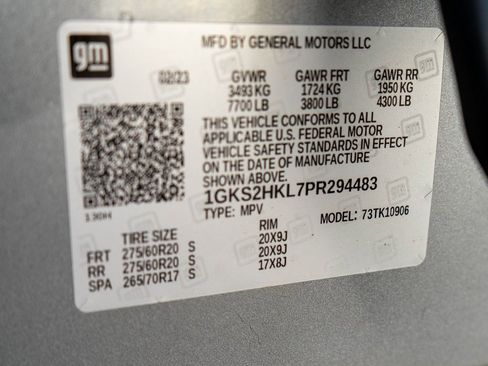 gm
MFD BY GENERAL MOTORS LLC
02/23 GVWR GAWR FRT GAWR RR
3493 KG 1724 KG 1950 KG
7700 LB 3800 LB 4300 LB
THIS VEHICLE CONFORMS TO ALL
APPLICABLE U.S. FEDERAL MOTOR
VEHICLE SAFETY STANDARDS IN EFFECT
ON THE DATE OF MANUFACTURE
SHOWN ABOVE.
1GKS2HKL7PR294483
TYPE: MPV MODEL: 73TK10906
TIRE SIZE RIM
FRT 275/60R20 S 20X9J
RR 275/60R20 S 20X9J
SPA 265/70R17 S 17X8J